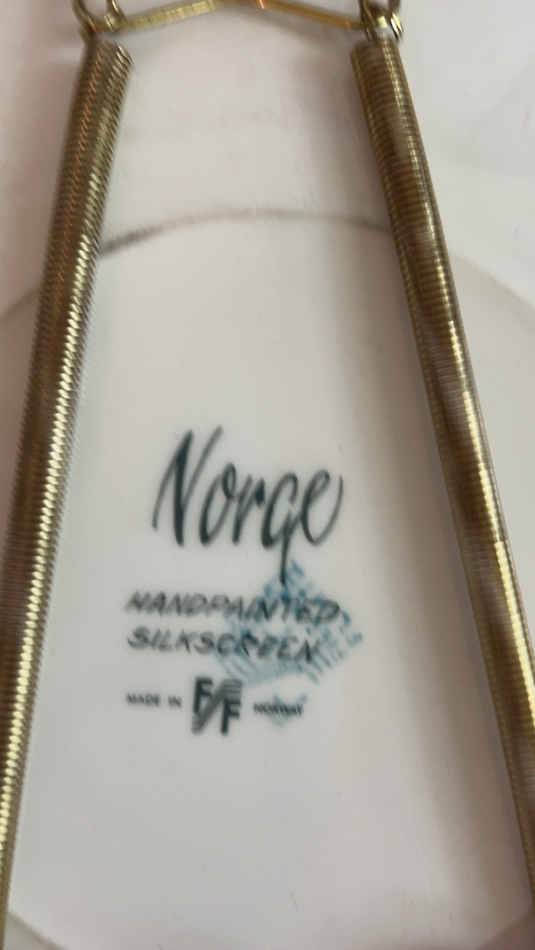 Norge
HANDPAINTED
SILKSCREEN
MADE IN F/F NORWAY